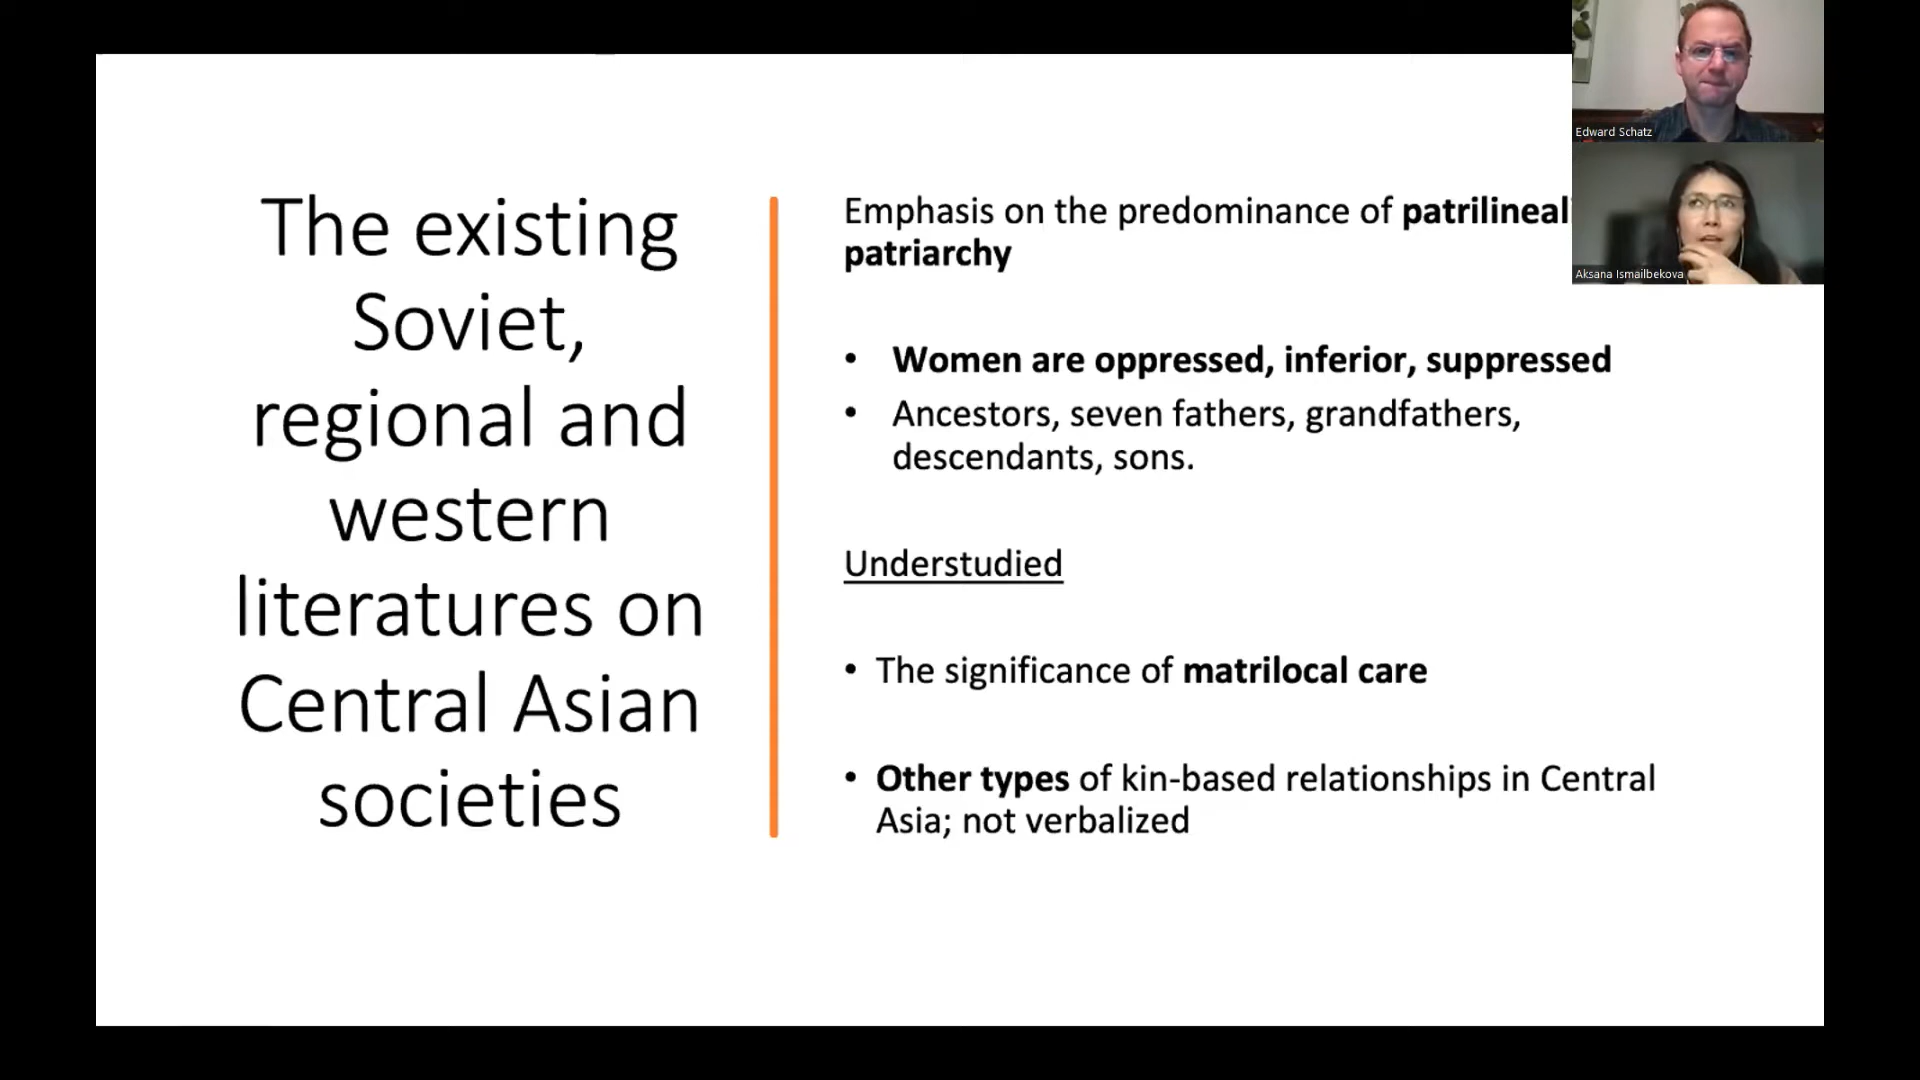 The existing
Soviet,
regional and
western
literatures on
Central Asian
societies
Emphasis on the predominance of
patriarchy
• Women are oppressed, inferior, suppressed
• Ancestors, seven fathers, grandfathers,
descendants, sons.
Understudied
• The significance of matrilocal care
• Other types of kin-based relationships in Central
Asia; not verbalized
Edward Schatz
Aksana Ismailbekova